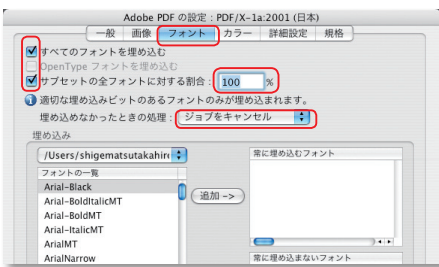 Adobe PDF の設定：PDF/X-1a:2001 (日本)
一般 画像 フォント カラー 詳細設定 規格
すべてのフォントを埋め込む
OpenType フォントを埋め込む
サブセットの全フォントに対する割合： 100 %
適切な埋め込みビットのあるフォントのみが埋め込まれます。
埋め込めなかったときの処理： ジョブをキャンセル
埋め込み
/Users/shigematsutakahiro
常に埋め込むフォント
フォントの一覧
Arial-Black
Arial-BoldItalicMT
Arial-BoldMT
Arial-ItalicMT
ArialMT
ArialNarrow
追加 ->
常に埋め込まないフォント